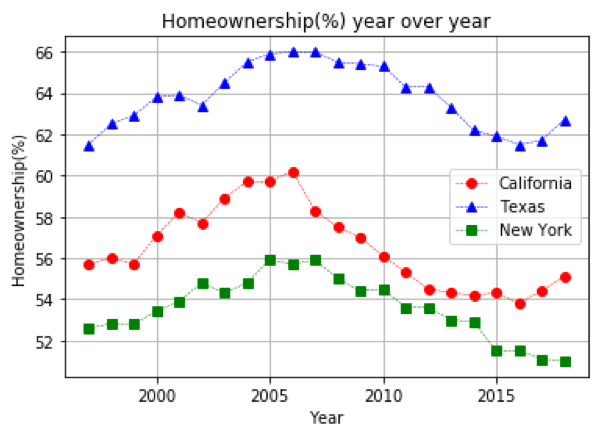 Homeownership(%) year over year
Homeownership(%)
66
64
62
60
58
56
54
52
California
Texas
New York
2000
2005
2010
2015
Year